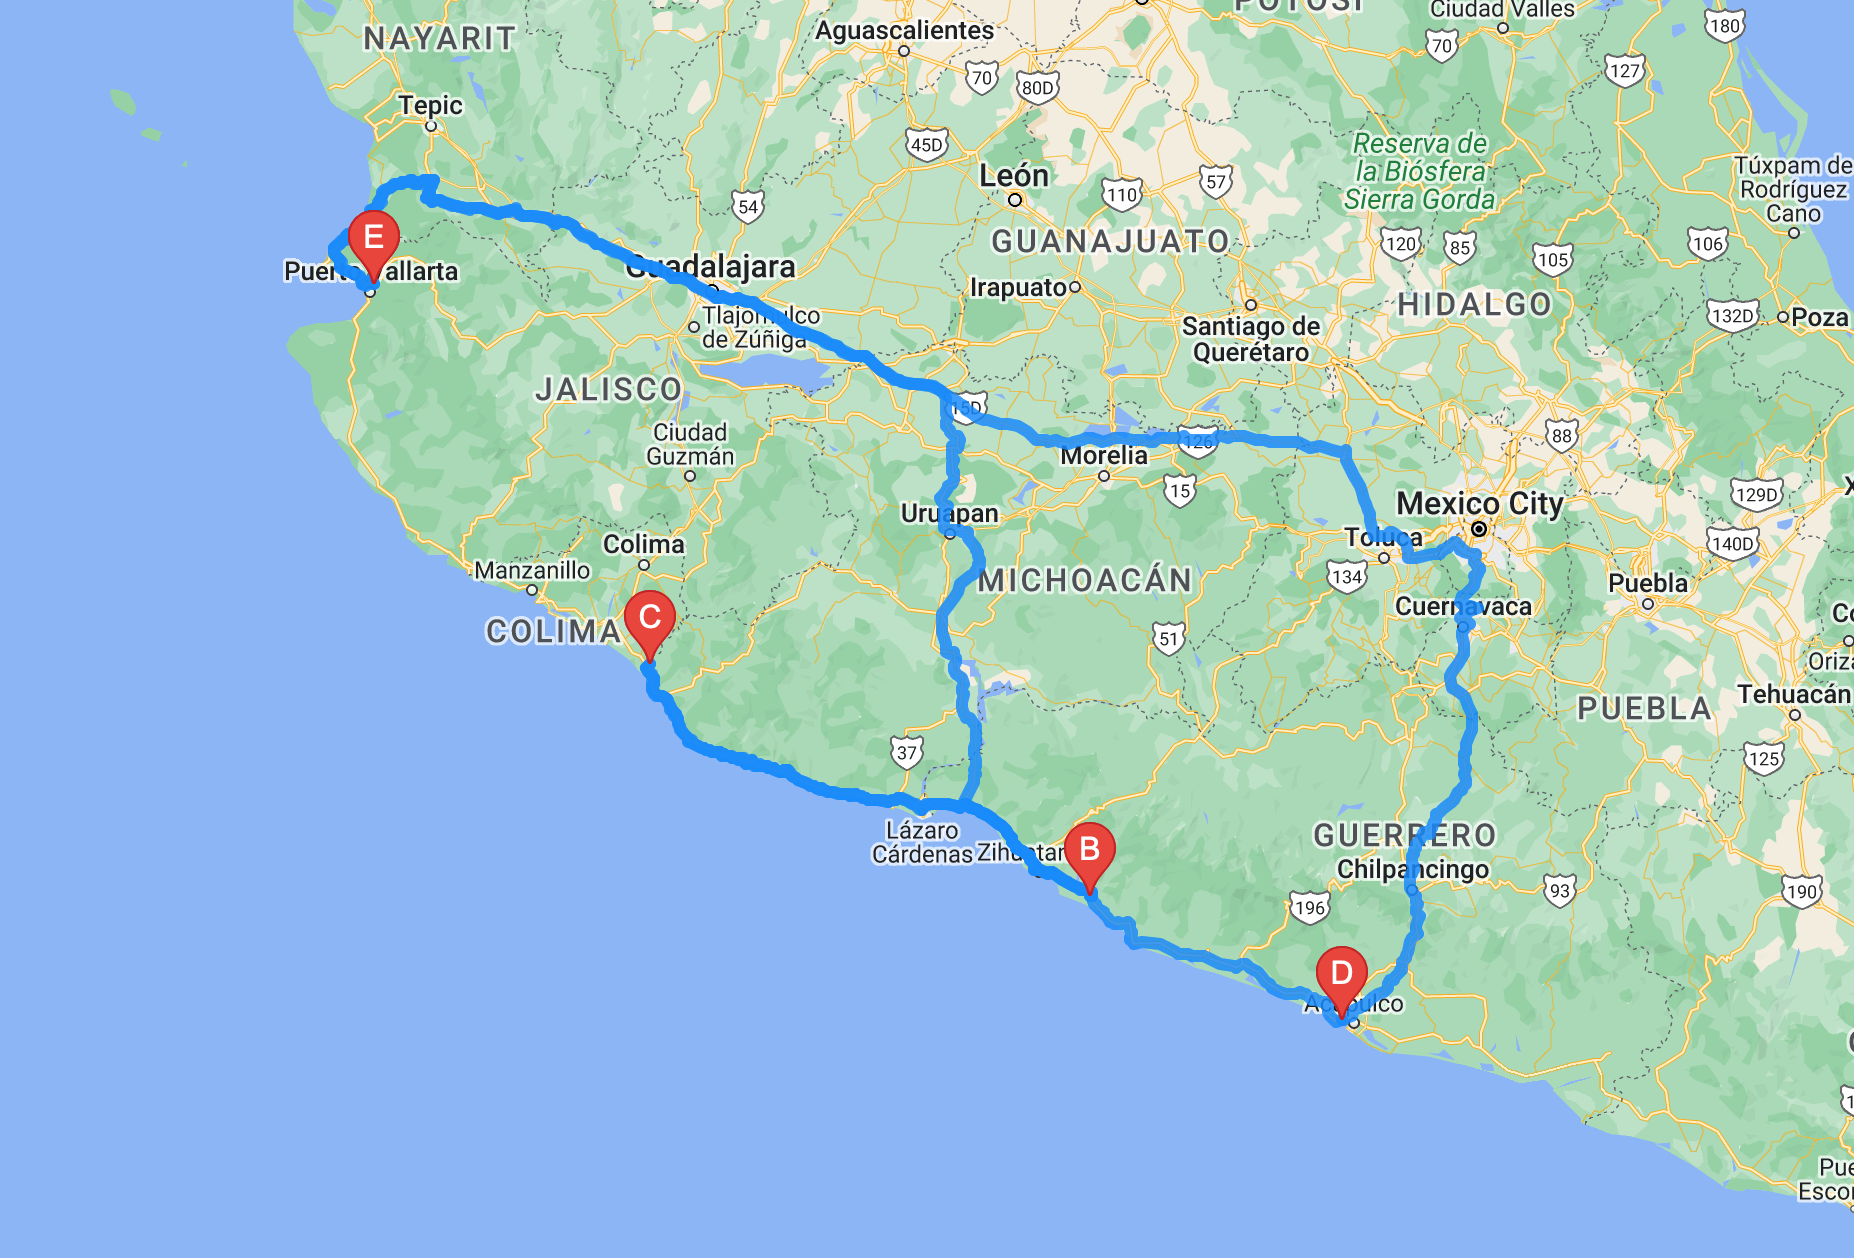 POTOSÍ
Ciudad Valles
180
NAYARIT
Aguascalientes
70
70
127
80D
Tepic
45D
Reserva de
la Biósfera
Sierra Gorda
León
110
57
54
Túxpam de
Rodríguez
Cano
GUANAJUATO
120
85
105
106
E
Puerto Vallarta
Guadalajara
Irapuato
HIDALGO
Tlajomulco
de Zúñiga
Santiago de
Querétaro
132D
Poza
JALISCO
15D
Ciudad
Guzmán
126
88
Morelia
15
129D
X
Mexico City
Uruapan
Toluca
140D
Colima
Manzanillo
MICHOACÁN
134
Puebla
Cuernavaca
C
COLIMA
51
Co
Oriza
Tehuacán
PUEBLA
37
125
Lázaro
Cárdenas
Zihuatan
B
GUERRERO
Chilpancingo
93
190
196
D
Acapulco
Pue
Escon